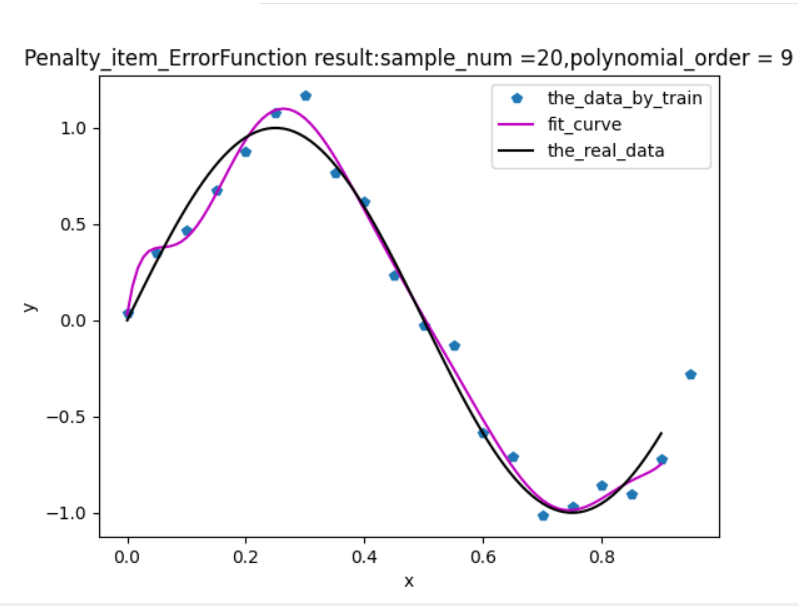 Penalty_item_ErrorFunction result:sample_num =20,polynomial_order = 9
the_data_by_train
fit_curve
the_real_data
1.0
0.5
0.0
−0.5
−1.0
y
0.0 0.2 0.4 0.6 0.8
x